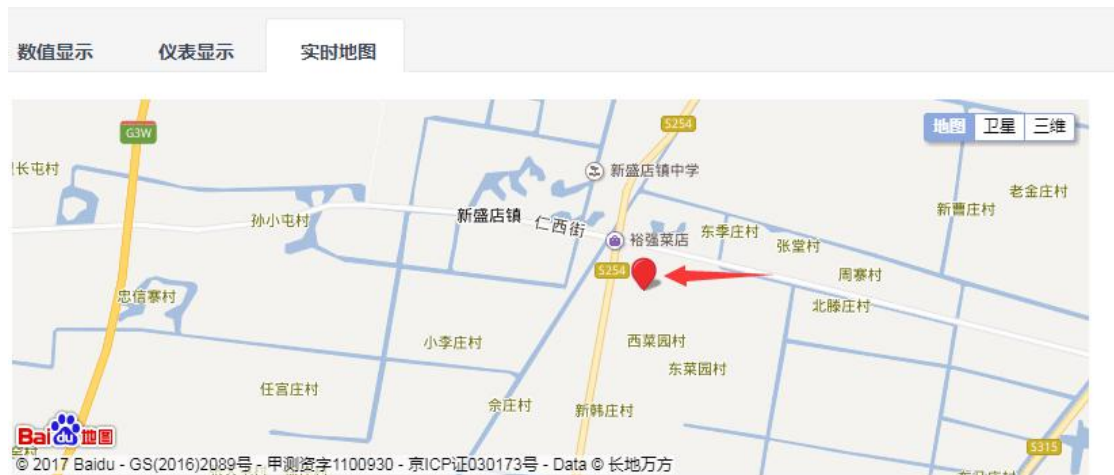 数值显示 仪表显示 实时地图
G3W
S254
地图 卫星 三维
长屯村
新盛店镇中学
老金庄村
新曹庄村
孙小屯村
新盛店镇
仁西街
裕强菜店
东季庄村
张堂村
S254
周寨村
忠信寨村
北滕庄村
小李庄村
西菜园村
东菜园村
任宫庄村
佘庄村
新韩庄村
Bai du 地图
S315
© 2017 Baidu - GS(2016)2089号 - 甲测资字1100930 - 京ICP证030173号 - Data © 长地万方